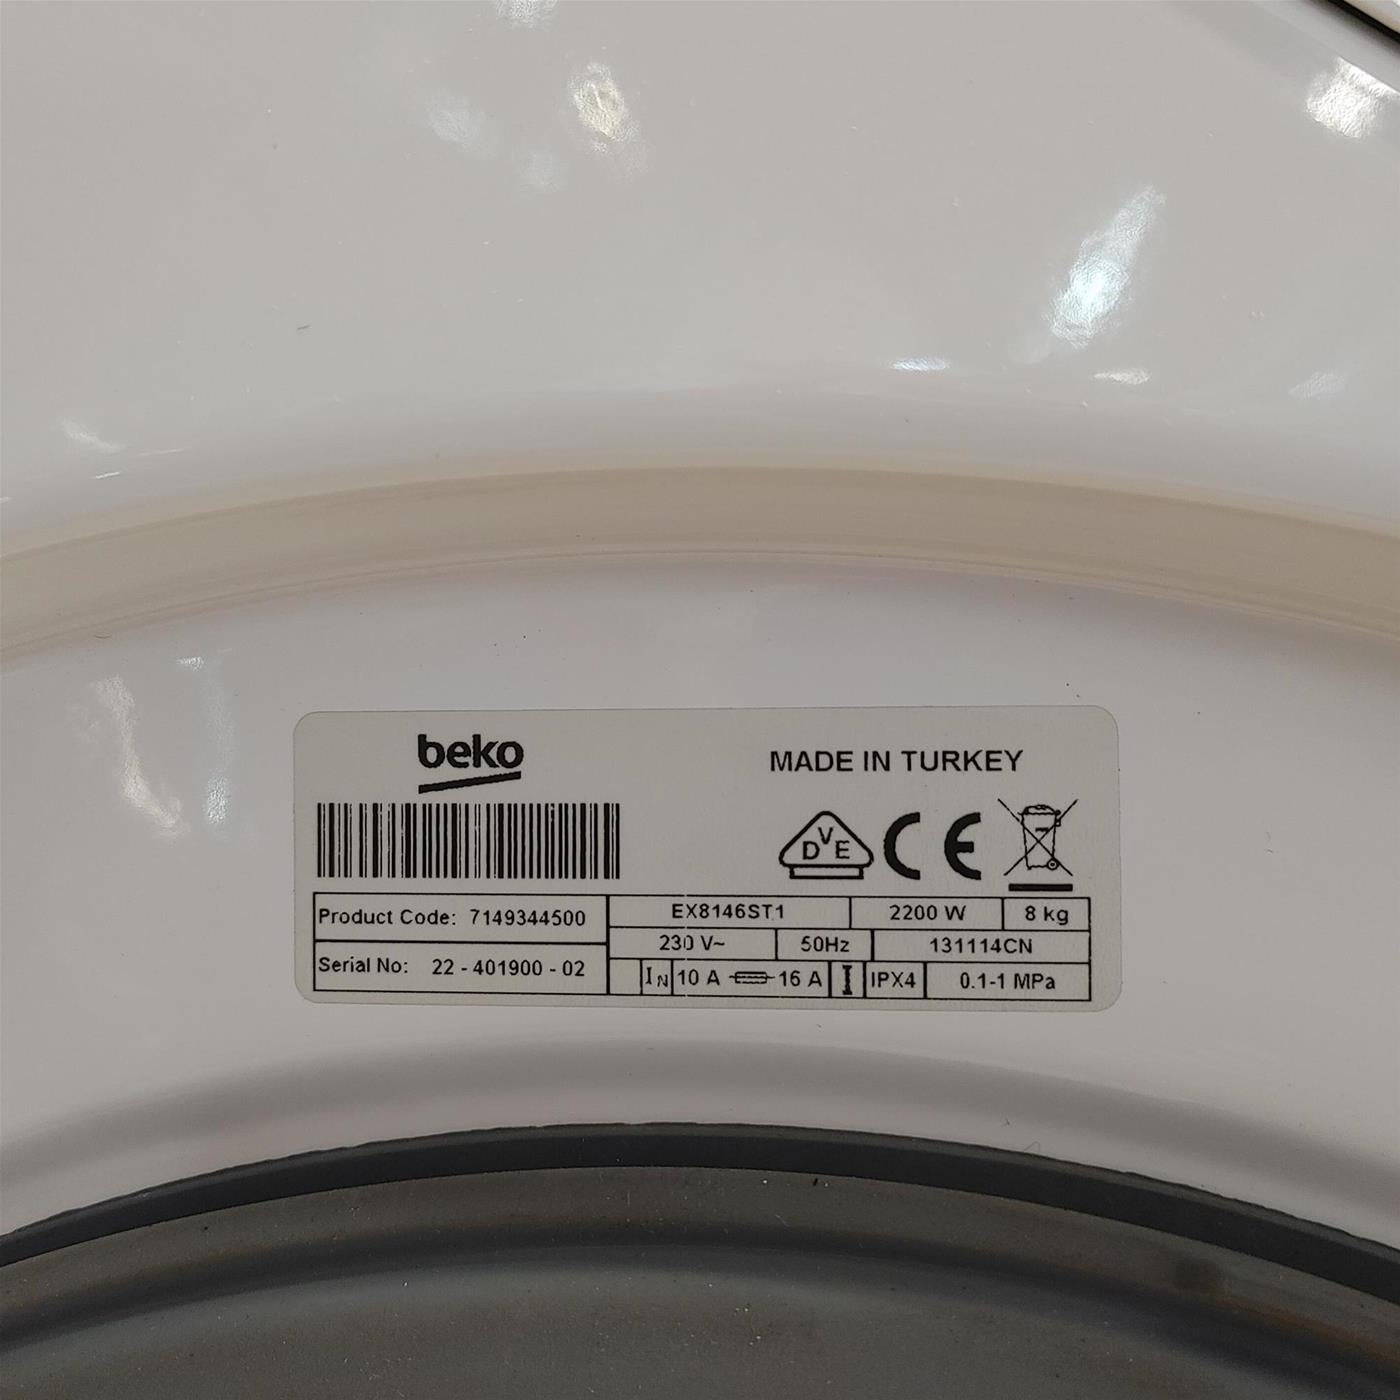 beko
MADE IN TURKEY
DVE CE
Product Code: 7149344500
Serial No: 22 - 401900 - 02
EX8146ST1 2200 W 8 kg
230 V~ 50Hz 131114CN
IN 10 A 16 A I IPX4 0.1-1 MPa